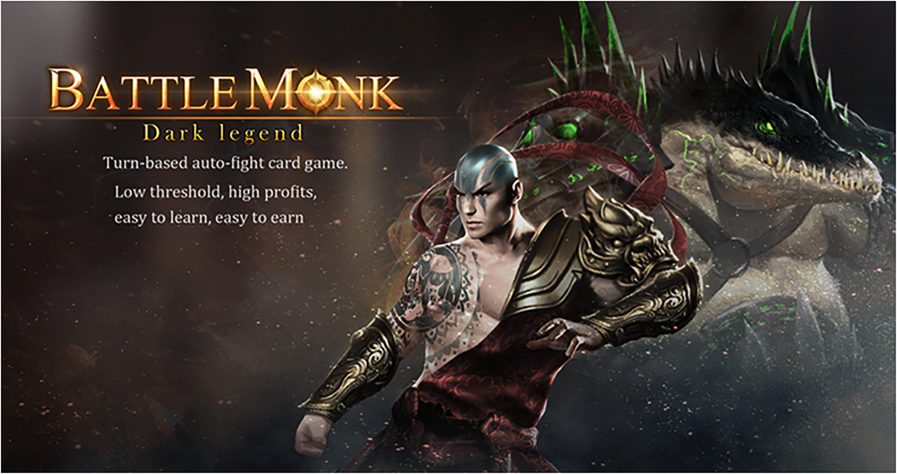 BATTLE MONK
Dark legend
Turn-based auto-fight card game.
Low threshold, high profits,
easy to learn, easy to earn